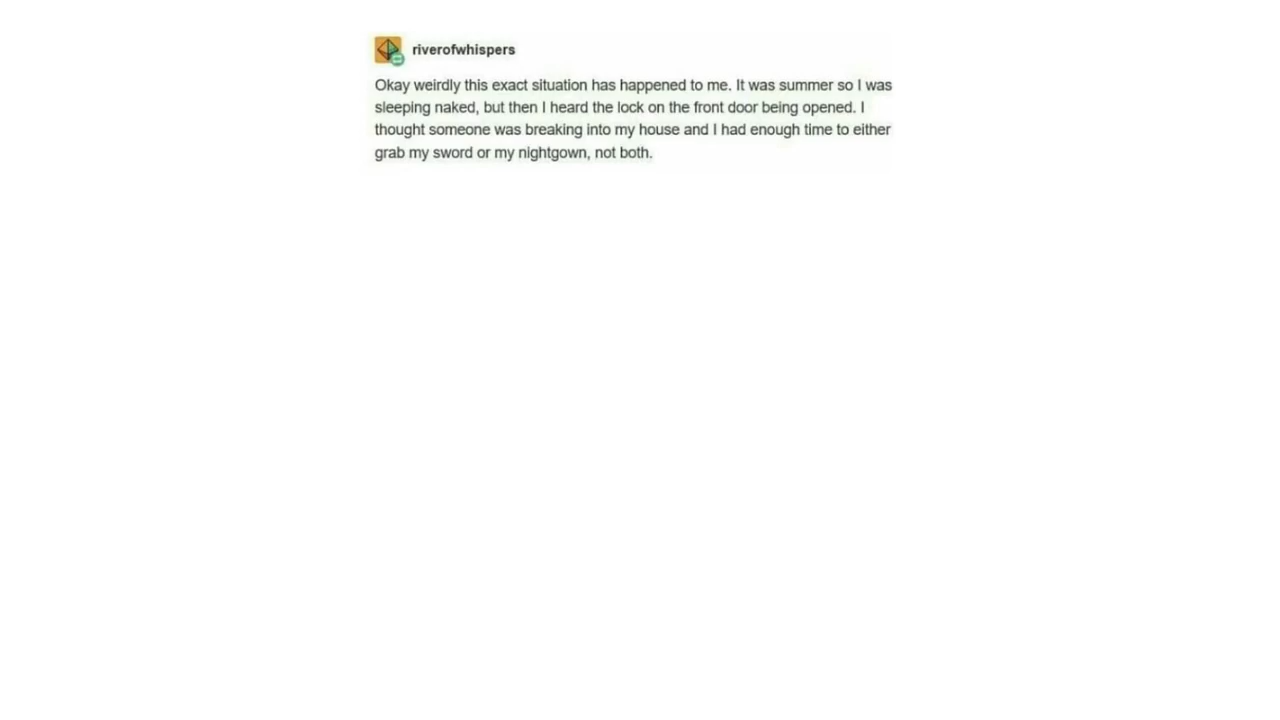 riverofwhispers
Okay weirdly this exact situation has happened to me. It was summer so I was
sleeping naked, but then I heard the lock on the front door being opened. I
thought someone was breaking into my house and I had enough time to either
grab my sword or my nightgown, not both.